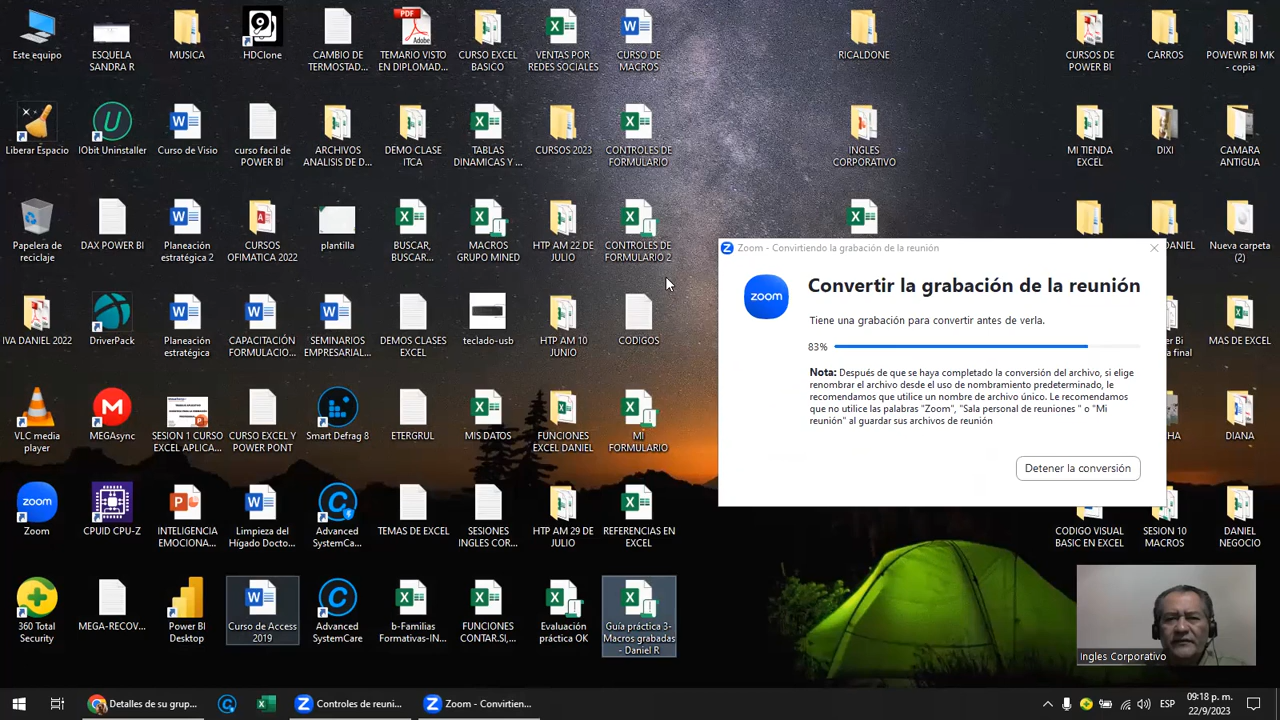 Este equipo
ESQUELA
SANDRA R
MUSICA
HDClone
CAMBIO DE
TERMOSTAD...
TEMARIO VISTO
EN DIPLOMAD...
CURSO EXCEL
BASICO
VENTAS POR
REDES SOCIALES
CURSO DE
MACROS
RICALDONE
CURSOS DE
POWER BI
CARROS
POWEWR BI MK
- copia
Liberar Espacio
IObit Uninstaller
Curso de Visio
curso facil de
POWER BI
ARCHIVOS
ANALISIS DE D...
DEMO CLASE
ITCA
TABLAS
DINAMICAS Y ...
CURSOS 2023
CONTROLES DE
FORMULARIO
INGLES
CORPORATIVO
MI TIENDA
EXCEL
DIXI
CAMARA
ANTIGUA
Papelera de
DAX POWER BI
Planeación
estratégica
CURSOS
OFIMATICA 2022
plantilla
BUSCAR,
BUSCAR...
MACROS
GRUPO MINED
HTP AM 22 DE
JULIO
CONTROLES DE
FORMULARIO 2
DANIEL
Nueva carpeta
(2)
Zoom - Convirtiendo la grabación de la reunión
zoom
Convertir la grabación de la reunión
Tiene una grabación para convertir antes de verla.
83%
Nota: Después de que se haya completado la conversión del archivo, si elige
renombrar el archivo desde el uso de nombramiento predeterminado, le
recomendamos que utilice un nombre de archivo único. Le recomendamos
que no utilice las palabras "Zoom", "Sala personal de reuniones " o "Mi
reunión" al guardar sus archivos de reunión
Detener la conversión
IVA DANIEL 2022
DriverPack
Planeación
estratégica
CAPACITACIÓN
FORMULACIO...
SEMINARIOS
EMPRESARIAL...
DEMOS CLASES
EXCEL
teclado-usb
HTP AM 10
JUNIO
CODIGOS
r Bi
a final
MAS DE EXCEL
VLC media
player
MEGAsync
SESION 1 CURSO
EXCEL APLICA...
CURSO EXCEL Y
POWER PONT
Smart Defrag 8
ETERGRUL
MIS DATOS
FUNCIONES
EXCEL DANIEL
MI
FORMULARIO
HA
DIANA
Zoom
CPUID CPU-Z
INTELIGENCIA
EMOCIONA...
Limpieza del
Hígado Docto...
Advanced
SystemCare...
TEMAS DE EXCEL
SESIONES
INGLES COR...
HTP AM 29 DE
JULIO
REFERENCIAS EN
EXCEL
CODIGO VISUAL
BASIC EN EXCEL
SESION 10
MACROS
DANIEL
NEGOCIO
360 Total
Security
MEGA-RECOV...
Power BI
Desktop
Curso de Access
2019
Advanced
SystemCare
b-Familias
Formativas-IN...
FUNCIONES
CONTAR.SI,...
Evaluación
práctica OK
Guía práctica 3-
Macros grabadas
- Daniel R
Ingles Corporativo
Detalles de su grup...
Controles de reuni...
Zoom - Convirtien...
ESP
09:18 p. m.
22/9/2023